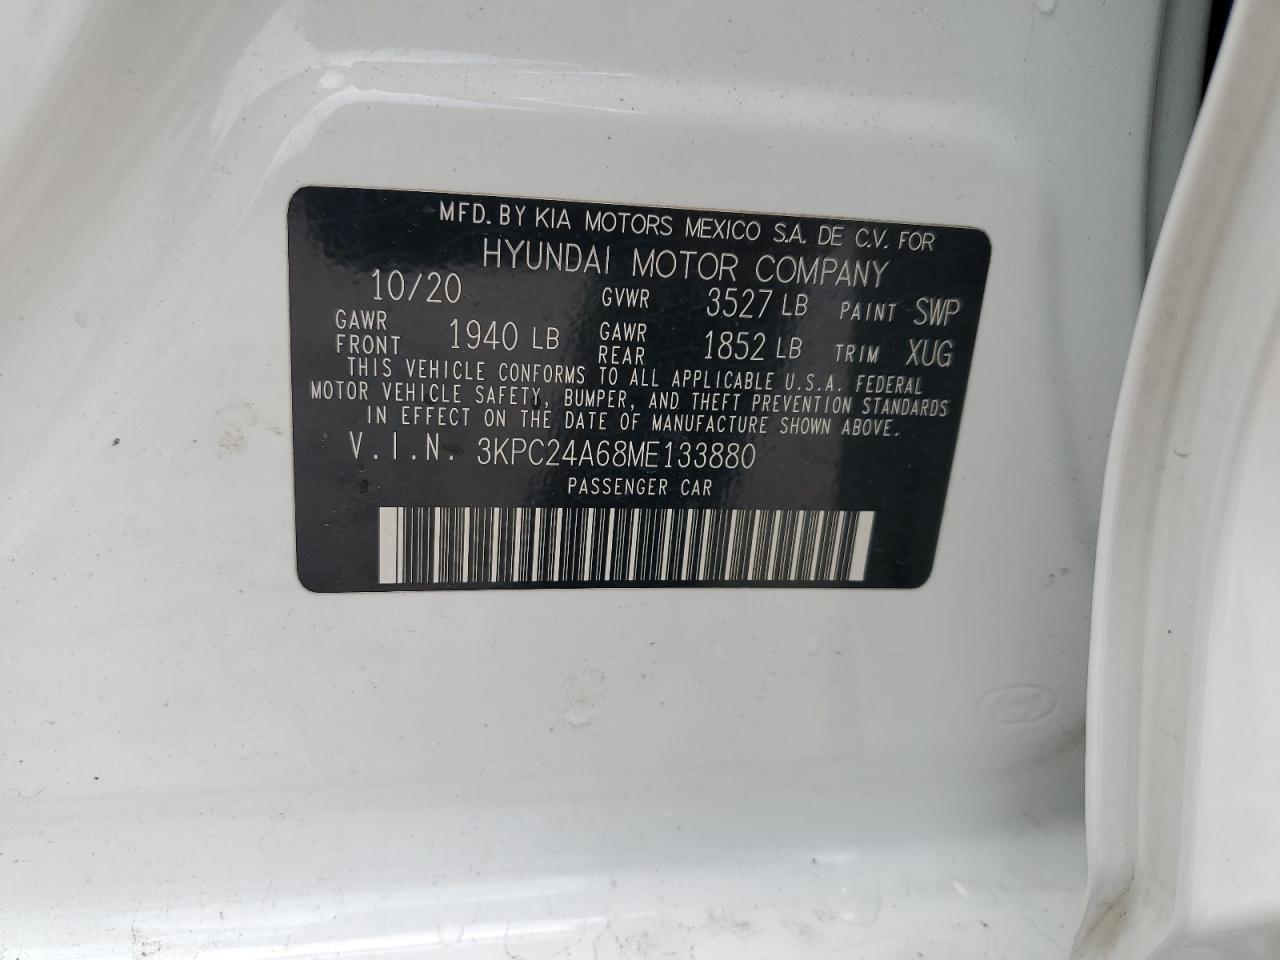 MFD. BY KIA MOTORS MEXICO S.A. DE C.V. FOR
HYUNDAI MOTOR COMPANY
10/20 GVWR 3527 LB PAINT SWP
GAWR FRONT 1940 LB GAWR REAR 1852 LB TRIM XUG
THIS VEHICLE CONFORMS TO ALL APPLICABLE U.S.A. FEDERAL
MOTOR VEHICLE SAFETY, BUMPER, AND THEFT PREVENTION STANDARDS
IN EFFECT ON THE DATE OF MANUFACTURE SHOWN ABOVE.
V.I.N. 3KPC24A68ME133880
PASSENGER CAR